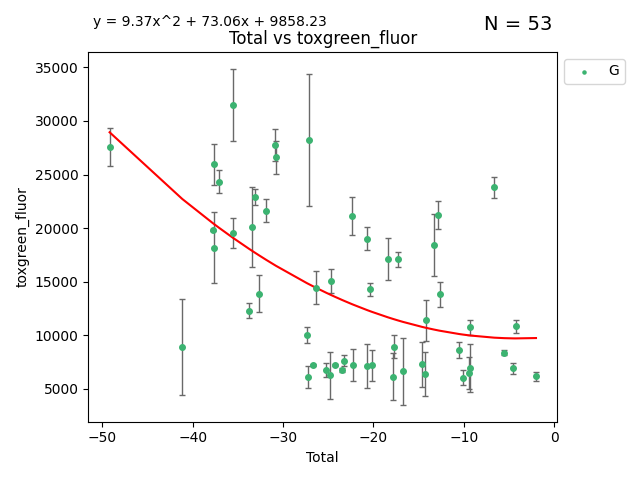 y = 9.37x^2 + 73.06x + 9858.23
N = 53
Total vs toxgreen_fluor
G
toxgreen_fluor
35000
30000
25000
20000
15000
10000
5000
−50
−40
−30
−20
−10
0
Total